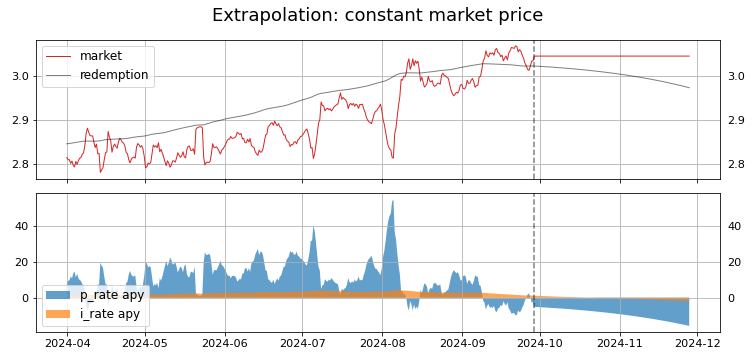 Extrapolation: constant market price
market
redemption
3.0
2.9
2.8
3.0
2.9
2.8
40
20
0
40
20
0
p_rate apy
i_rate apy
2024-04 2024-05 2024-06 2024-07 2024-08 2024-09 2024-10 2024-11 2024-12